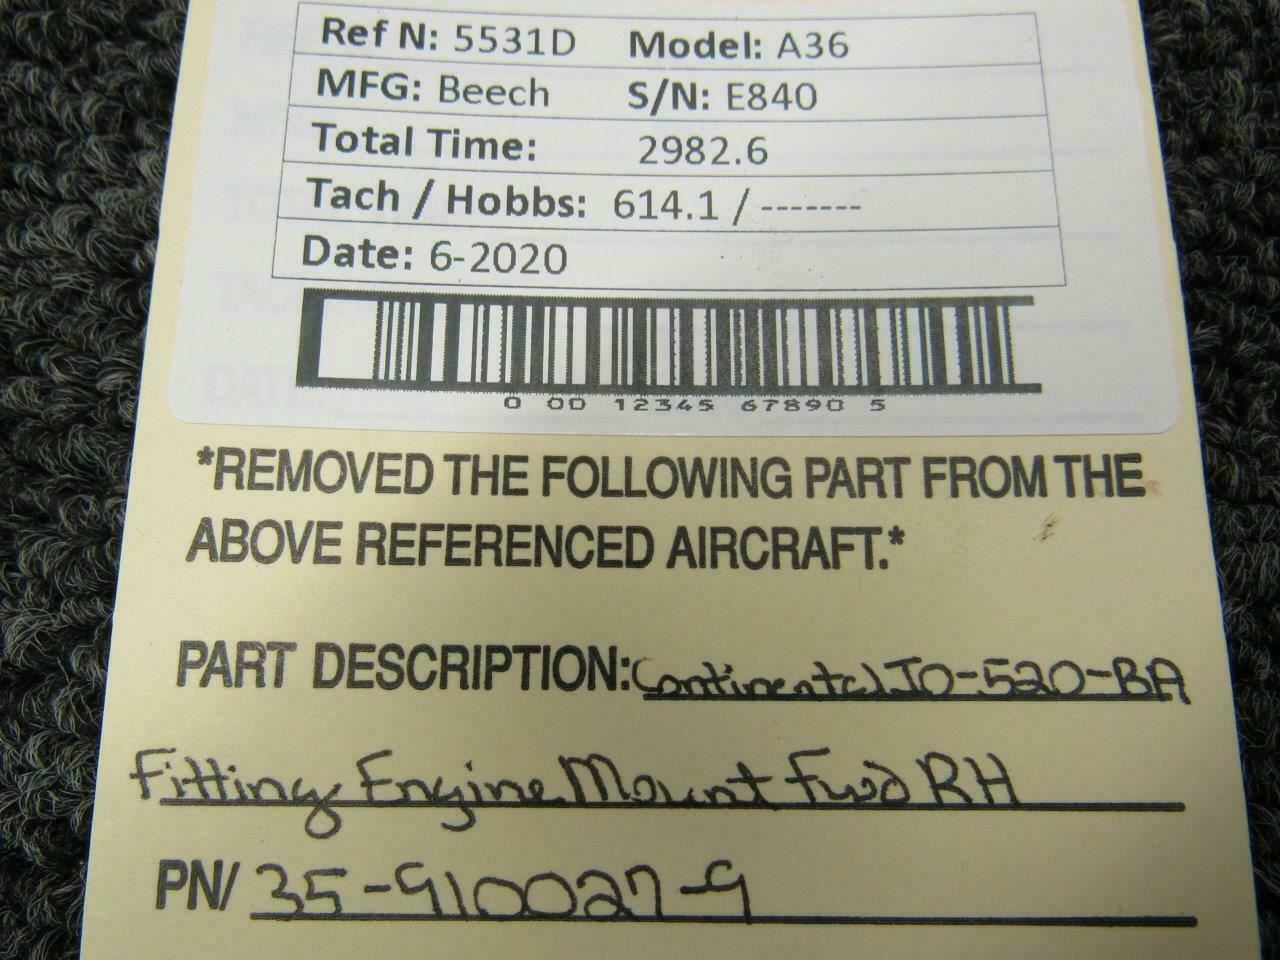 Ref N: 5531D Model: A36
MFG: Beech S/N: E840
Total Time: 2982.6
Tach / Hobbs: 614.1 / -------
Date: 6-2020
0 00 12345 67890 5
*REMOVED THE FOLLOWING PART FROM THE
ABOVE REFERENCED AIRCRAFT.*
PART DESCRIPTION: Continental IO-520-BA
Fitting Engine Mount Fwd RH
PN/ 35-910027-9